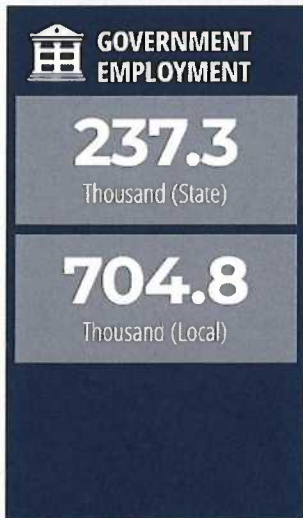 GOVERNMENT
EMPLOYMENT
237.3
Thousand (State)
704.8
Thousand (Local)